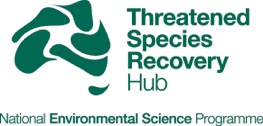 Threatened
Species
Recovery
Hub
National Environmental Science Programme